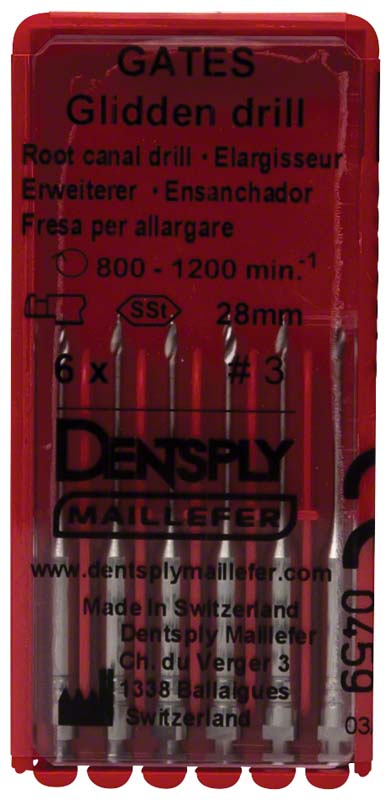 GATES
Glidden drill
Root canal drill · Elargisseur
Erweiterer · Ensanchador
Fresa per allargare
800 - 1200 min.-1
SSt 28mm
6 x # 3
DENTSPLY
MAILLEFER
www.dentsplymaillefer.com
Made In Switzerland
Dentsply Maillefer
Ch. du Verger 3
1338 Ballaigues
Switzerland
CE 0459
03